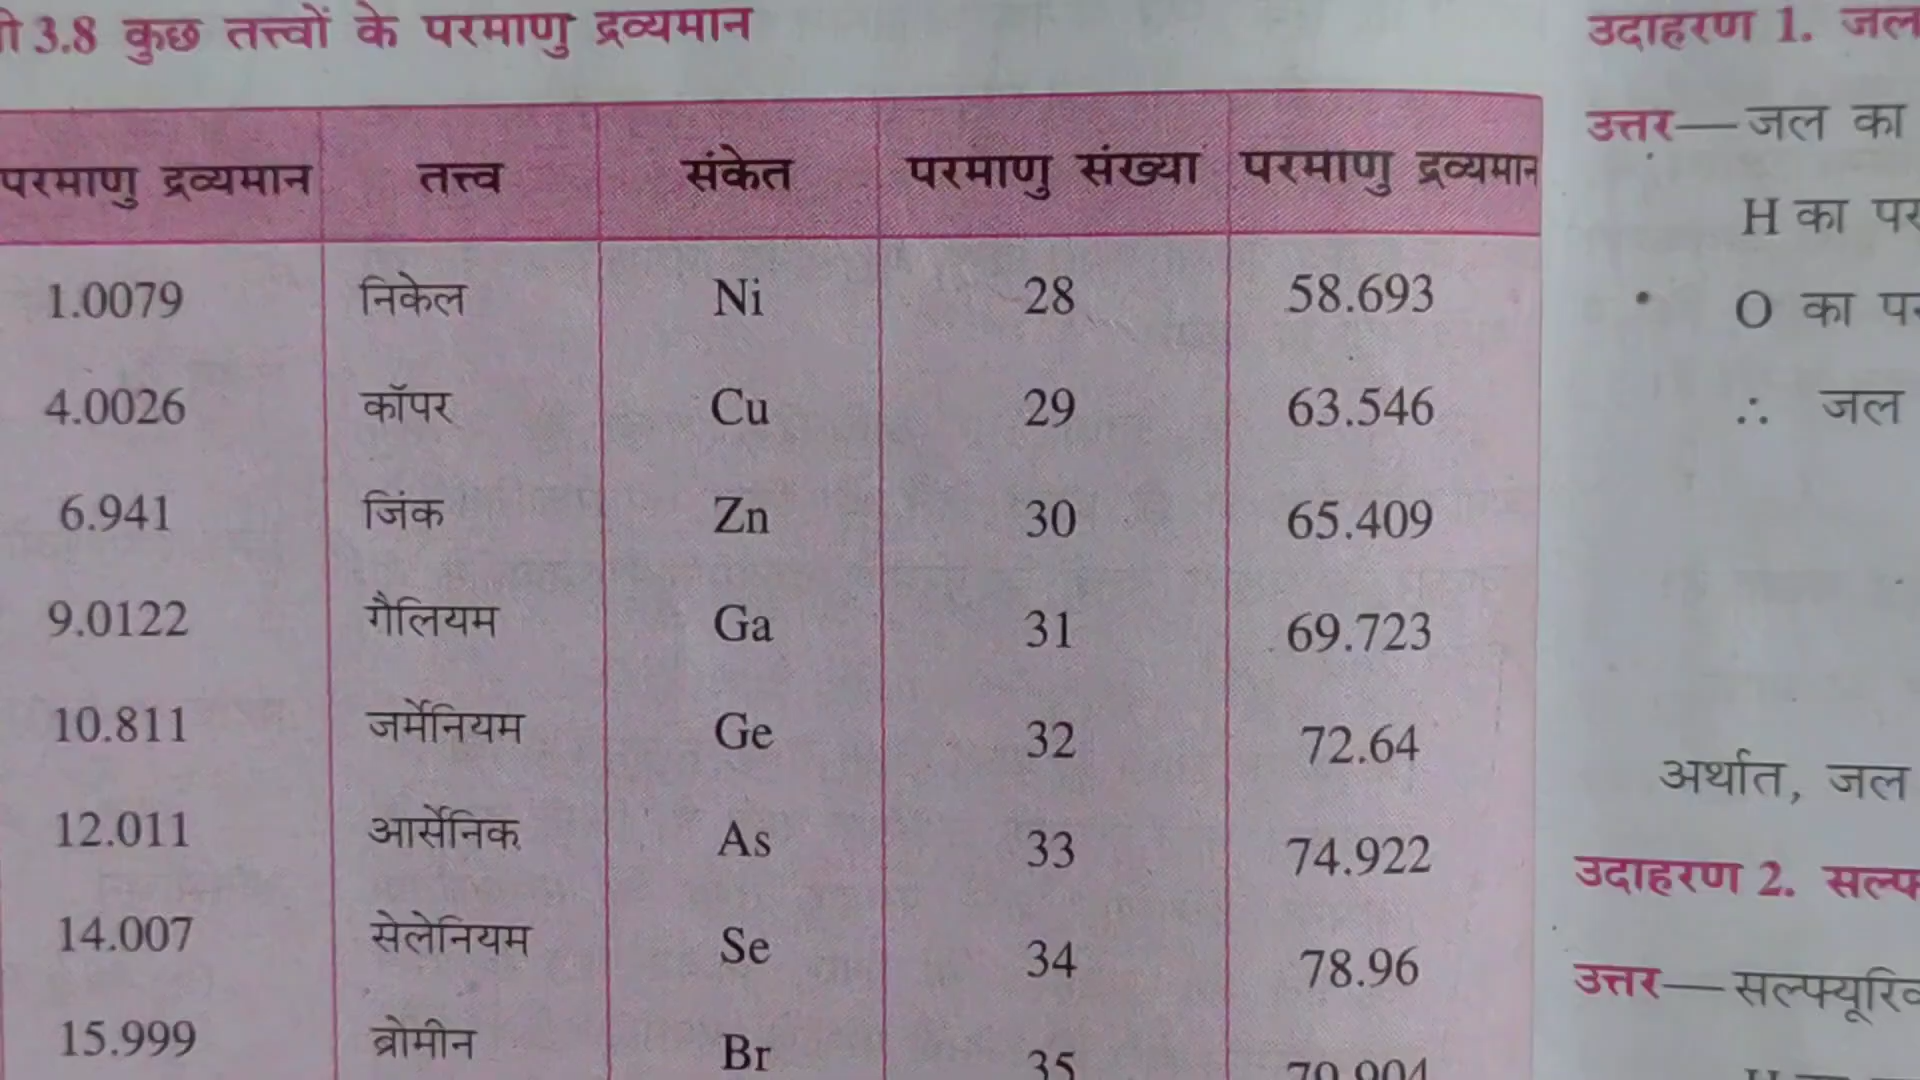 3.8 कुछ तत्त्वों के परमाणु द्रव्यमान
परमाणु द्रव्यमान तत्त्व संकेत परमाणु संख्या परमाणु द्रव्यमान
1.0079 निकेल Ni 28 58.693
4.0026 कॉपर Cu 29 63.546
6.941 जिंक Zn 30 65.409
9.0122 गैलियम Ga 31 69.723
10.811 जर्मेनियम Ge 32 72.64
12.011 आर्सेनिक As 33 74.922
14.007 सेलेनियम Se 34 78.96
15.999 ब्रोमीन Br 35 79.904
उदाहरण 1. जल
उत्तर—जल का
H का
O का
∴ जल
अर्थात, जल
उदाहरण 2.
उत्तर—